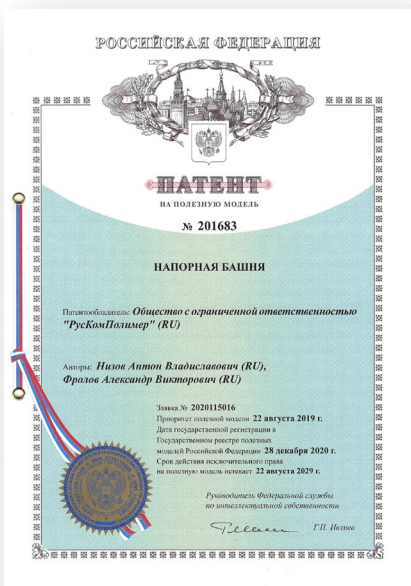 РОССИЙСКАЯ ФЕДЕРАЦИЯ
ПАТЕНТ
НА ПОЛЕЗНУЮ МОДЕЛЬ
№ 201683
НАПОРНАЯ БАШНЯ
Патентообладатель: Общество с ограниченной ответственностью
"РусКомПолимер" (RU)
Авторы: Низов Антон Владиславович (RU),
Фролов Александр Викторович (RU)
Заявка № 2020115016
Приоритет полезной модели 22 августа 2019 г.
Дата государственной регистрации в
Государственном реестре полезных
моделей Российской Федерации 28 декабря 2020 г.
Срок действия исключительного права
на полезную модель истекает 22 августа 2029 г.
Руководитель Федеральной службы
по интеллектуальной собственности
Г.П. Ивлиев